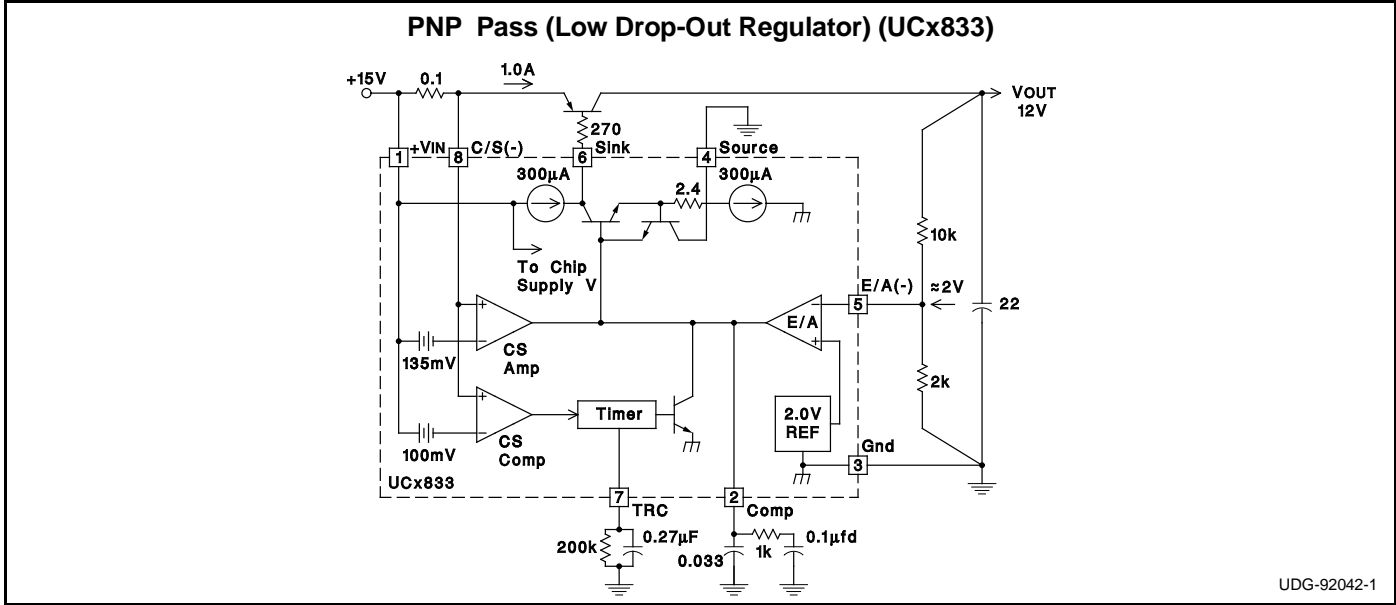 PNP Pass (Low Drop-Out Regulator) (UCx833)
+15V
0.1
1.0A
VOUT
12V
270
1
+VIN
8
C/S(-)
6
Sink
4
Source
300µA
2.4
300µA
To Chip
Supply V
10k
E/A(-)
≈2V
5
22
+
−
CS
Amp
135mV
E/A
−
+
2k
+
−
CS
Comp
100mV
Timer
2.0V
REF
Gnd
3
UCx833
7
TRC
2
Comp
200k
0.27µF
0.033
1k
0.1µfd
UDG-92042-1